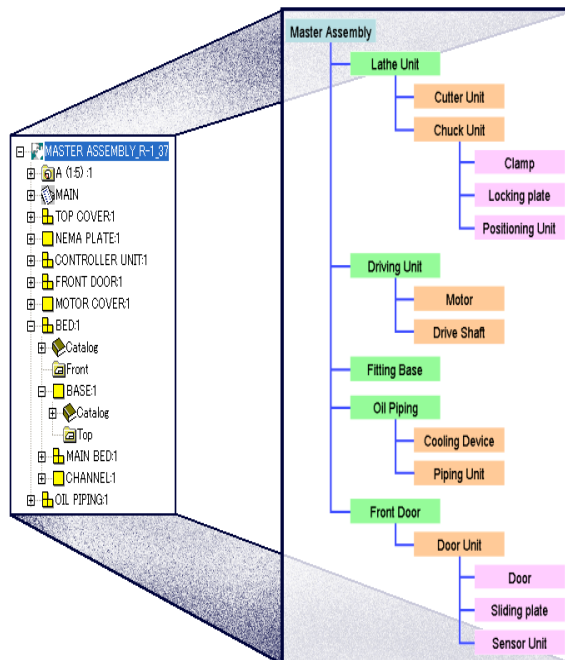 MASTER ASSEMBLY_R-1_37
A (1:5) :1
MAIN
TOP COVER:1
NEMA PLATE:1
CONTROLLER UNIT:1
FRONT DOOR:1
MOTOR COVER:1
BED:1
Catalog
Front
BASE:1
Catalog
Top
MAIN BED:1
CHANNEL:1
OIL PIPING:1
Master Assembly
Lathe Unit
Cutter Unit
Chuck Unit
Clamp
Locking plate
Positioning Unit
Driving Unit
Motor
Drive Shaft
Fitting Base
Oil Piping
Cooling Device
Piping Unit
Front Door
Door Unit
Door
Sliding plate
Sensor Unit